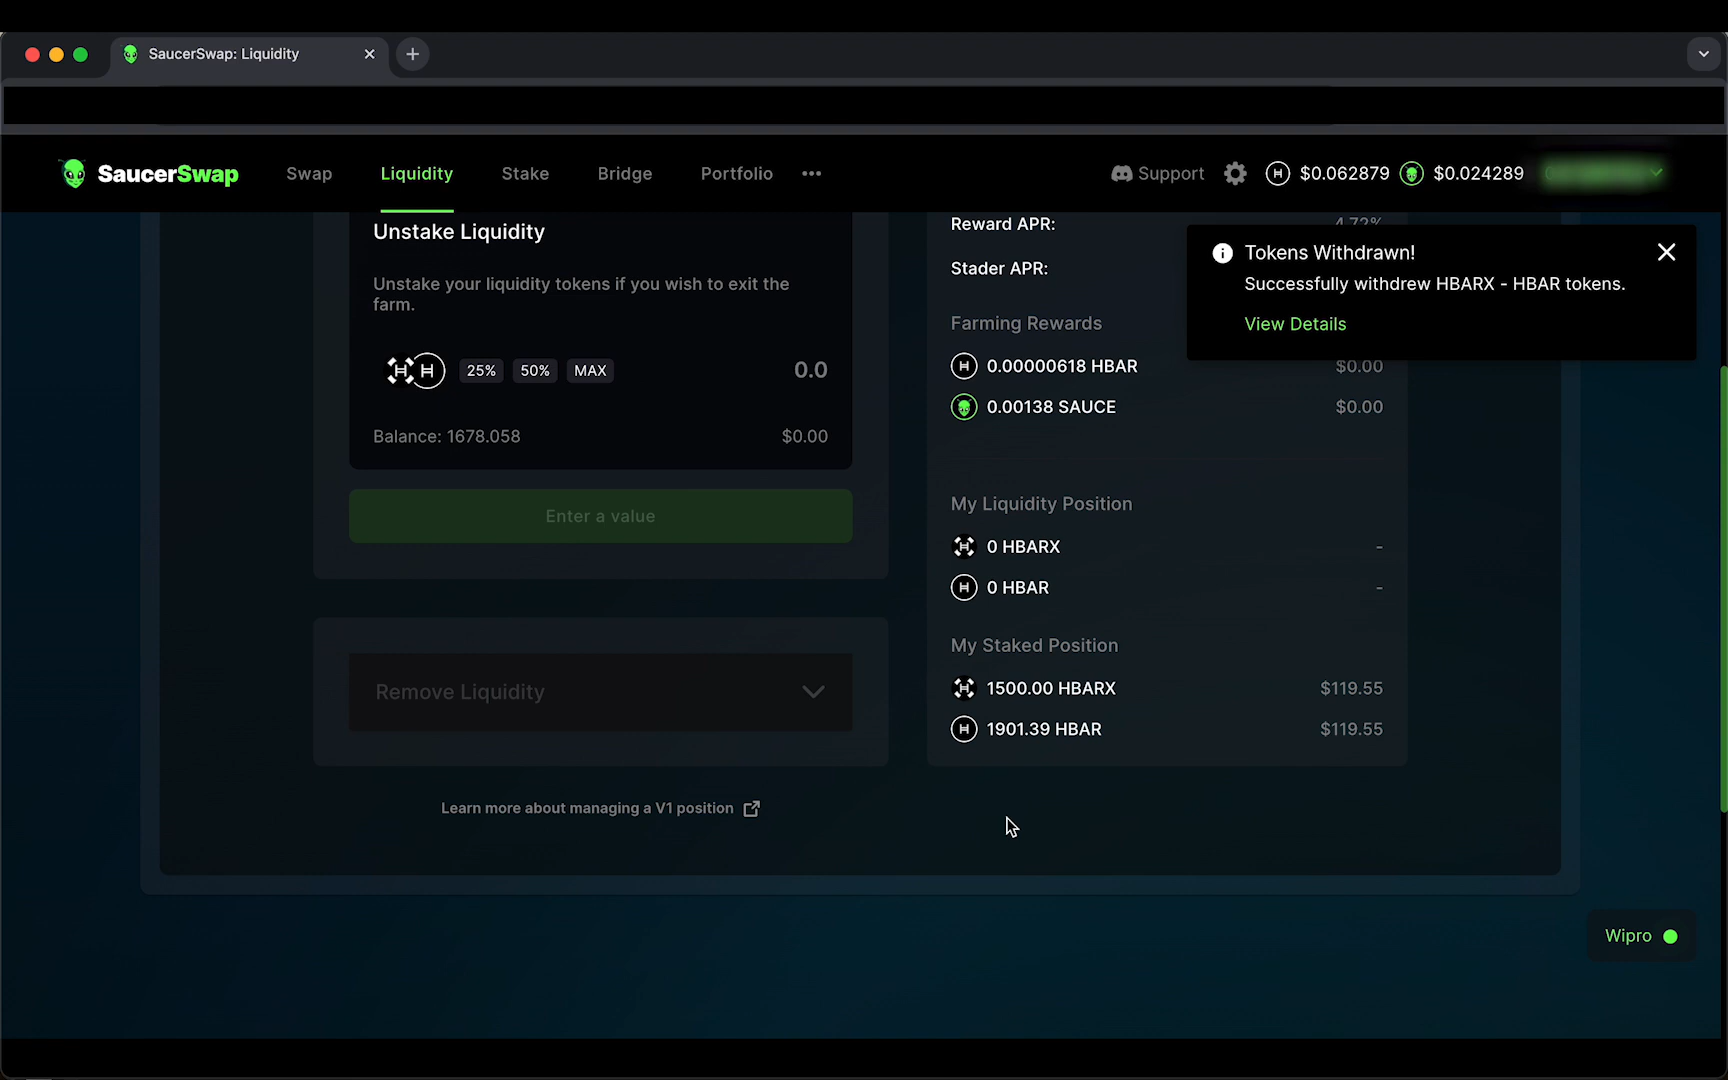 SaucerSwap: Liquidity
SaucerSwap
Swap
Liquidity
Stake
Bridge
Portfolio
Support
$0.062879
$0.024289
Unstake Liquidity
Unstake your liquidity tokens if you wish to exit the
farm.
25%
50%
MAX
0.0
Balance: 1678.058
$0.00
Enter a value
Remove Liquidity
Learn more about managing a V1 position
Reward APR:
4.72%
Stader APR:
Tokens Withdrawn!
Successfully withdrew HBARX - HBAR tokens.
View Details
Farming Rewards
0.00000618 HBAR
$0.00
0.00138 SAUCE
$0.00
My Liquidity Position
0 HBARX
-
0 HBAR
-
My Staked Position
1500.00 HBARX
$119.55
1901.39 HBAR
$119.55
Wipro